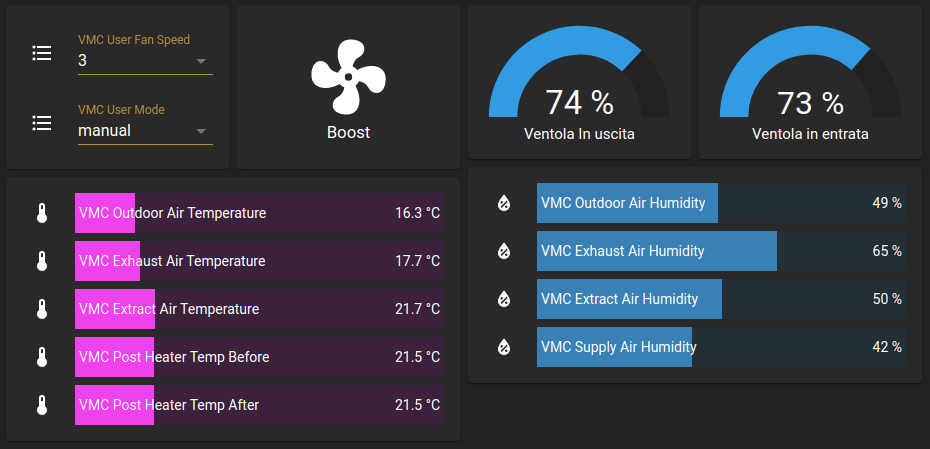 VMC User Fan Speed
3
VMC User Mode
manual
Boost
74 %
Ventola In uscita
73 %
Ventola in entrata
VMC Outdoor Air Temperature 16.3 °C
VMC Exhaust Air Temperature 17.7 °C
VMC Extract Air Temperature 21.7 °C
VMC Post Heater Temp Before 21.5 °C
VMC Post Heater Temp After 21.5 °C
VMC Outdoor Air Humidity 49 %
VMC Exhaust Air Humidity 65 %
VMC Extract Air Humidity 50 %
VMC Supply Air Humidity 42 %